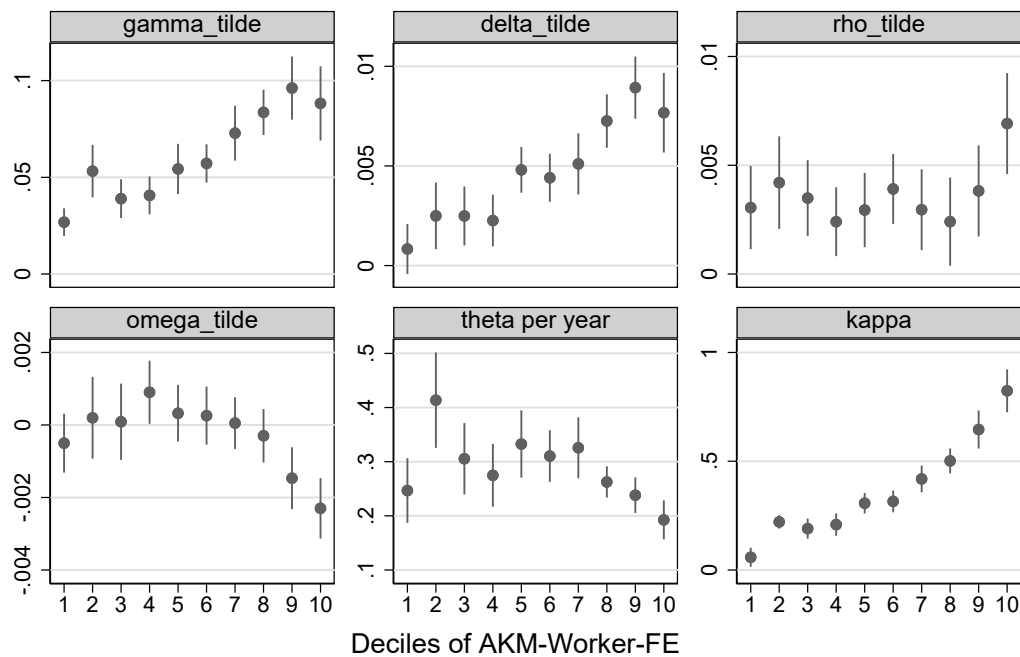 gamma_tilde
delta_tilde
rho_tilde
.1
.05
0
.01
.005
0
.01
.005
0
omega_tilde
theta per year
kappa
.002
0
-.002
-.004
.5
.4
.3
.2
.1
1
.5
0
1 2 3 4 5 6 7 8 9 10
1 2 3 4 5 6 7 8 9 10
1 2 3 4 5 6 7 8 9 10
Deciles of AKM-Worker-FE